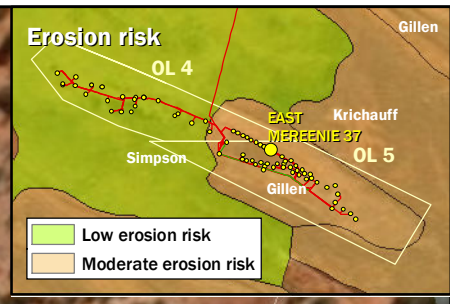 Gillen
Erosion risk
OL 4
Krichauff
EAST
MEREENIE 37
OL 5
Simpson
Gillen
Low erosion risk
Moderate erosion risk